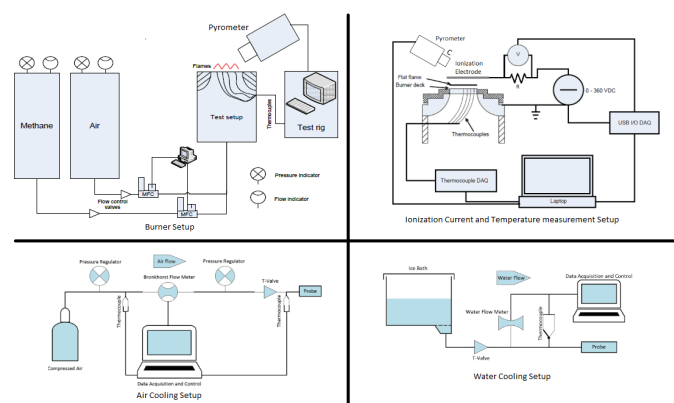 Pyrometer
Flames
Methane
Air
Test setup
Thermocouples
Test rig
Pressure indicator
Flow indicator
Flow control
valves
MFC
MFC
Burner Setup
Pyrometer
Ionization
Electrode
V
R
Flat flame
Burner deck
0 - 360 VDC
Thermocouples
USB I/O DAQ
Thermocouple DAQ
Laptop
Ionization Current and Temperature measurement Setup
Pressure Regulator
Air Flow
Pressure Regulator
Bronkhorst Flow Meter
T-Valve
Probe
Thermocouple
Thermocouple
Compressed Air
Data Acquisition and Control
Air Cooling Setup
Ice Bath
Water Flow
Data Acquisition and Control
Water Flow Meter
Thermocouple
T-Valve
Probe
Water Cooling Setup